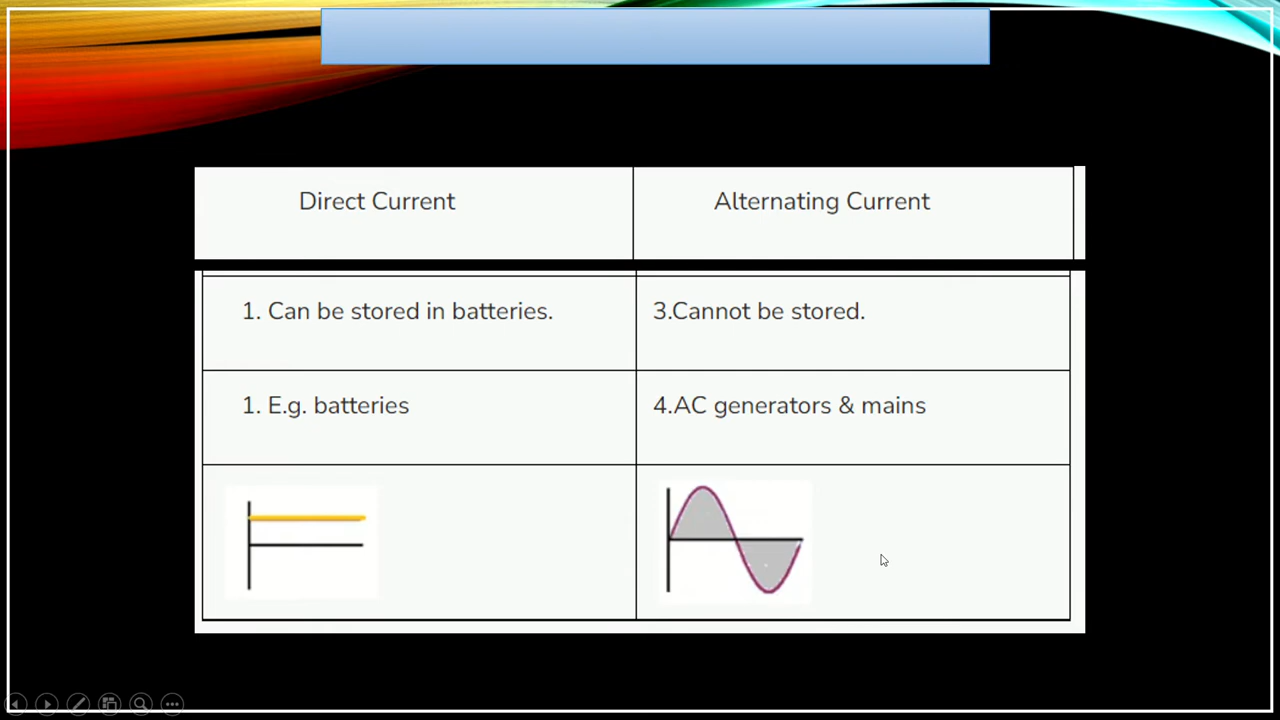 Direct Current
Alternating Current
1. Can be stored in batteries.
3.Cannot be stored.
1. E.g. batteries
4.AC generators & mains